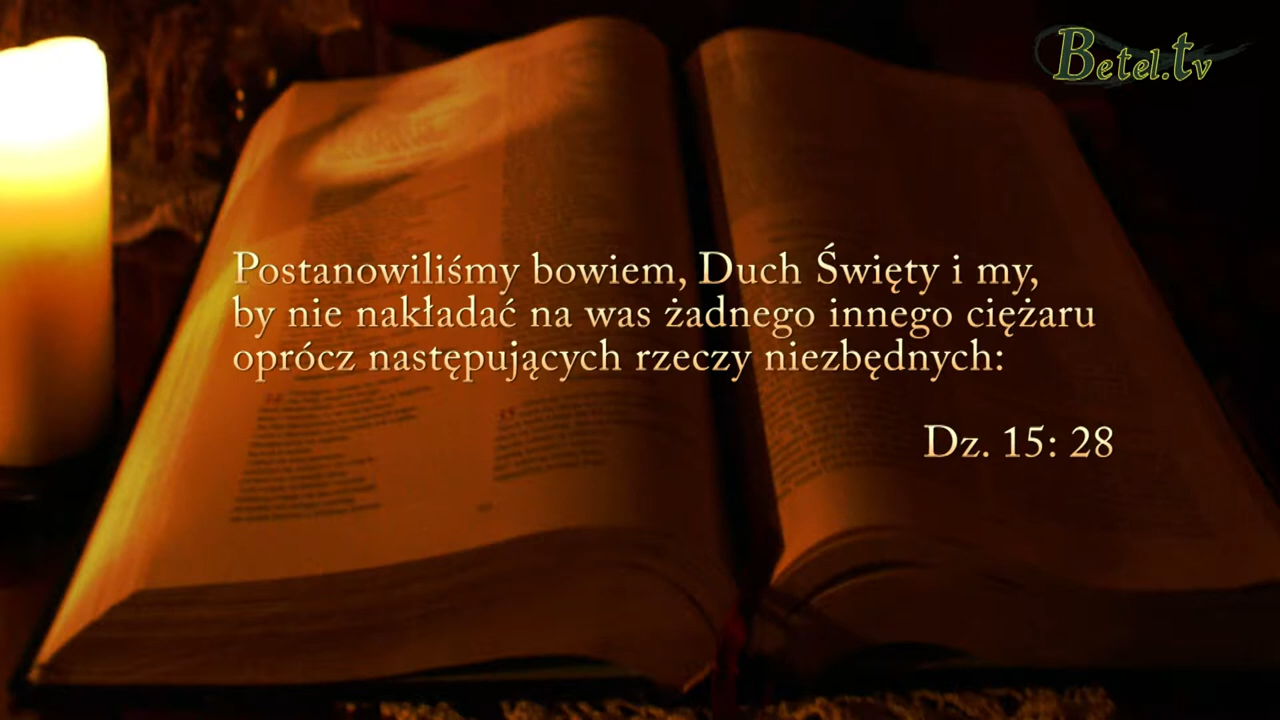 Betel.tv
Postanowiliśmy bowiem, Duch Święty i my,
by nie nakładać na was żadnego innego ciężaru
oprócz następujących rzeczy niezbędnych:
Dz. 15: 28